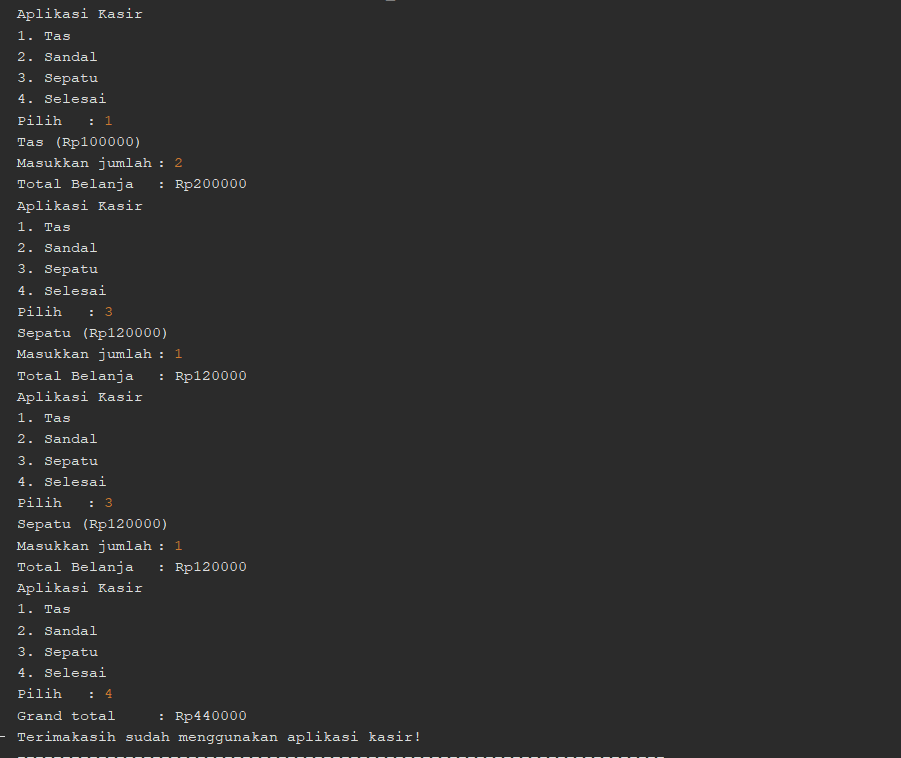 Aplikasi Kasir
1. Tas
2. Sandal
3. Sepatu
4. Selesai
Pilih   : 1
Tas (Rp100000)
Masukkan jumlah : 2
Total Belanja   : Rp200000
Aplikasi Kasir
1. Tas
2. Sandal
3. Sepatu
4. Selesai
Pilih   : 3
Sepatu (Rp120000)
Masukkan jumlah : 1
Total Belanja   : Rp120000
Aplikasi Kasir
1. Tas
2. Sandal
3. Sepatu
4. Selesai
Pilih   : 3
Sepatu (Rp120000)
Masukkan jumlah : 1
Total Belanja   : Rp120000
Aplikasi Kasir
1. Tas
2. Sandal
3. Sepatu
4. Selesai
Pilih   : 4
Grand total     : Rp440000
Terimakasih sudah menggunakan aplikasi kasir!
------------------------------------------------------------------------